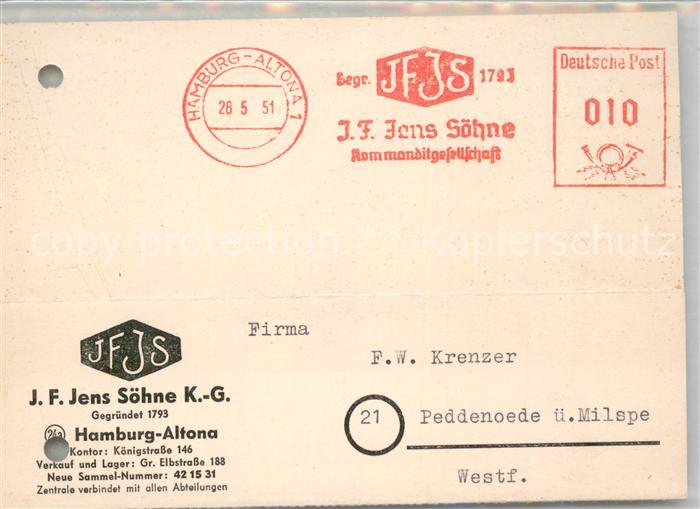 HAMBURG-ALTONA 1
28 5 51
Begr. JFJS 1793
J. F. Jens Söhne
Kommanditgesellschaft
Deutsche Post
010
copy protection ** Kopierschutz
JFJS
J. F. Jens Söhne K.-G.
Gegründet 1793
24a Hamburg-Altona
Kontor: Königstraße 146
Verkauf und Lager: Gr. Elbstraße 188
Neue Sammel-Nummer: 42 15 31
Zentrale verbindet mit allen Abteilungen
Firma
F.W. Krenzer
21 Peddenoede ü.Milspe
Westf.